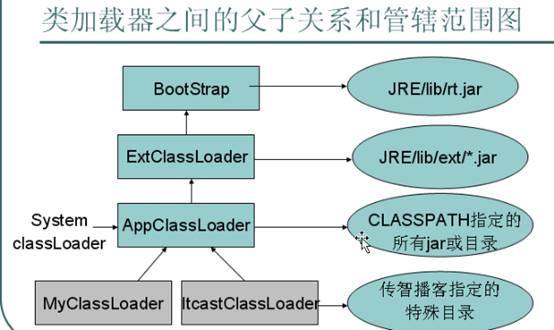 类加载器之间的父子关系和管辖范围图
BootStrap
JRE/lib/rt.jar
ExtClassLoader
JRE/lib/ext/*.jar
System
classLoader
AppClassLoader
CLASSPATH指定的
所有jar或目录
MyClassLoader
ItcastClassLoader
传智播客指定的
特殊目录